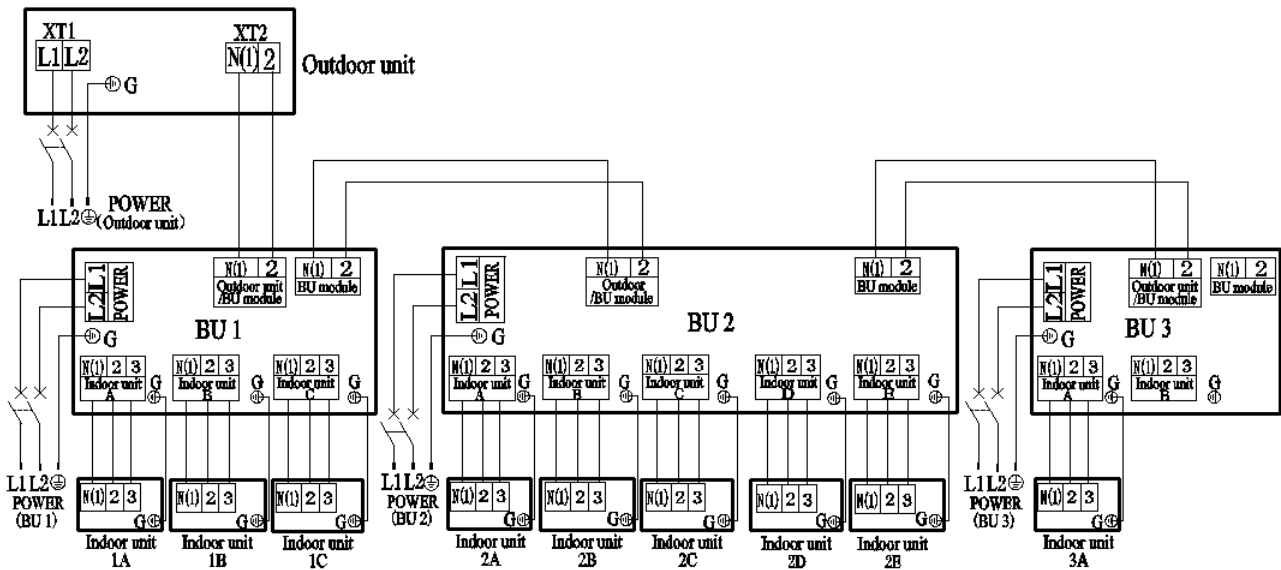 XT1
L1 L2
XT2
N(1) 2
Outdoor unit
G
L1 L2
POWER
(Outdoor unit)
L2 L1
POWER
G
N(1) 2
Outdoor unit
/BU module
N(1) 2
BU module
BU 1
N(1) 2 3
Indoor unit
A
G
N(1) 2 3
Indoor unit
B
G
N(1) 2 3
Indoor unit
C
G
L1 L2
POWER
(BU 1)
N(1) 2 3
G
Indoor unit
1A
N(1) 2 3
G
Indoor unit
1B
N(1) 2 3
G
Indoor unit
1C
L2 L1
POWER
G
N(1) 2
Outdoor
/BU module
N(1) 2
BU module
BU 2
N(1) 2 3
Indoor unit
A
G
N(1) 2 3
Indoor unit
B
G
N(1) 2 3
Indoor unit
C
G
N(1) 2 3
Indoor unit
D
G
N(1) 2 3
Indoor unit
E
G
L1 L2
POWER
(BU 2)
N(1) 2 3
G
Indoor unit
2A
N(1) 2 3
G
Indoor unit
2B
N(1) 2 3
G
Indoor unit
2C
N(1) 2 3
G
Indoor unit
2D
N(1) 2 3
G
Indoor unit
2E
L2 L1
POWER
G
N(1) 2
Outdoor unit
/BU module
N(1) 2
BU module
BU 3
N(1) 2 3
Indoor unit
A
G
N(1) 2 3
Indoor unit
B
G
L1 L2
POWER
(BU 3)
N(1) 2 3
G
Indoor unit
3A